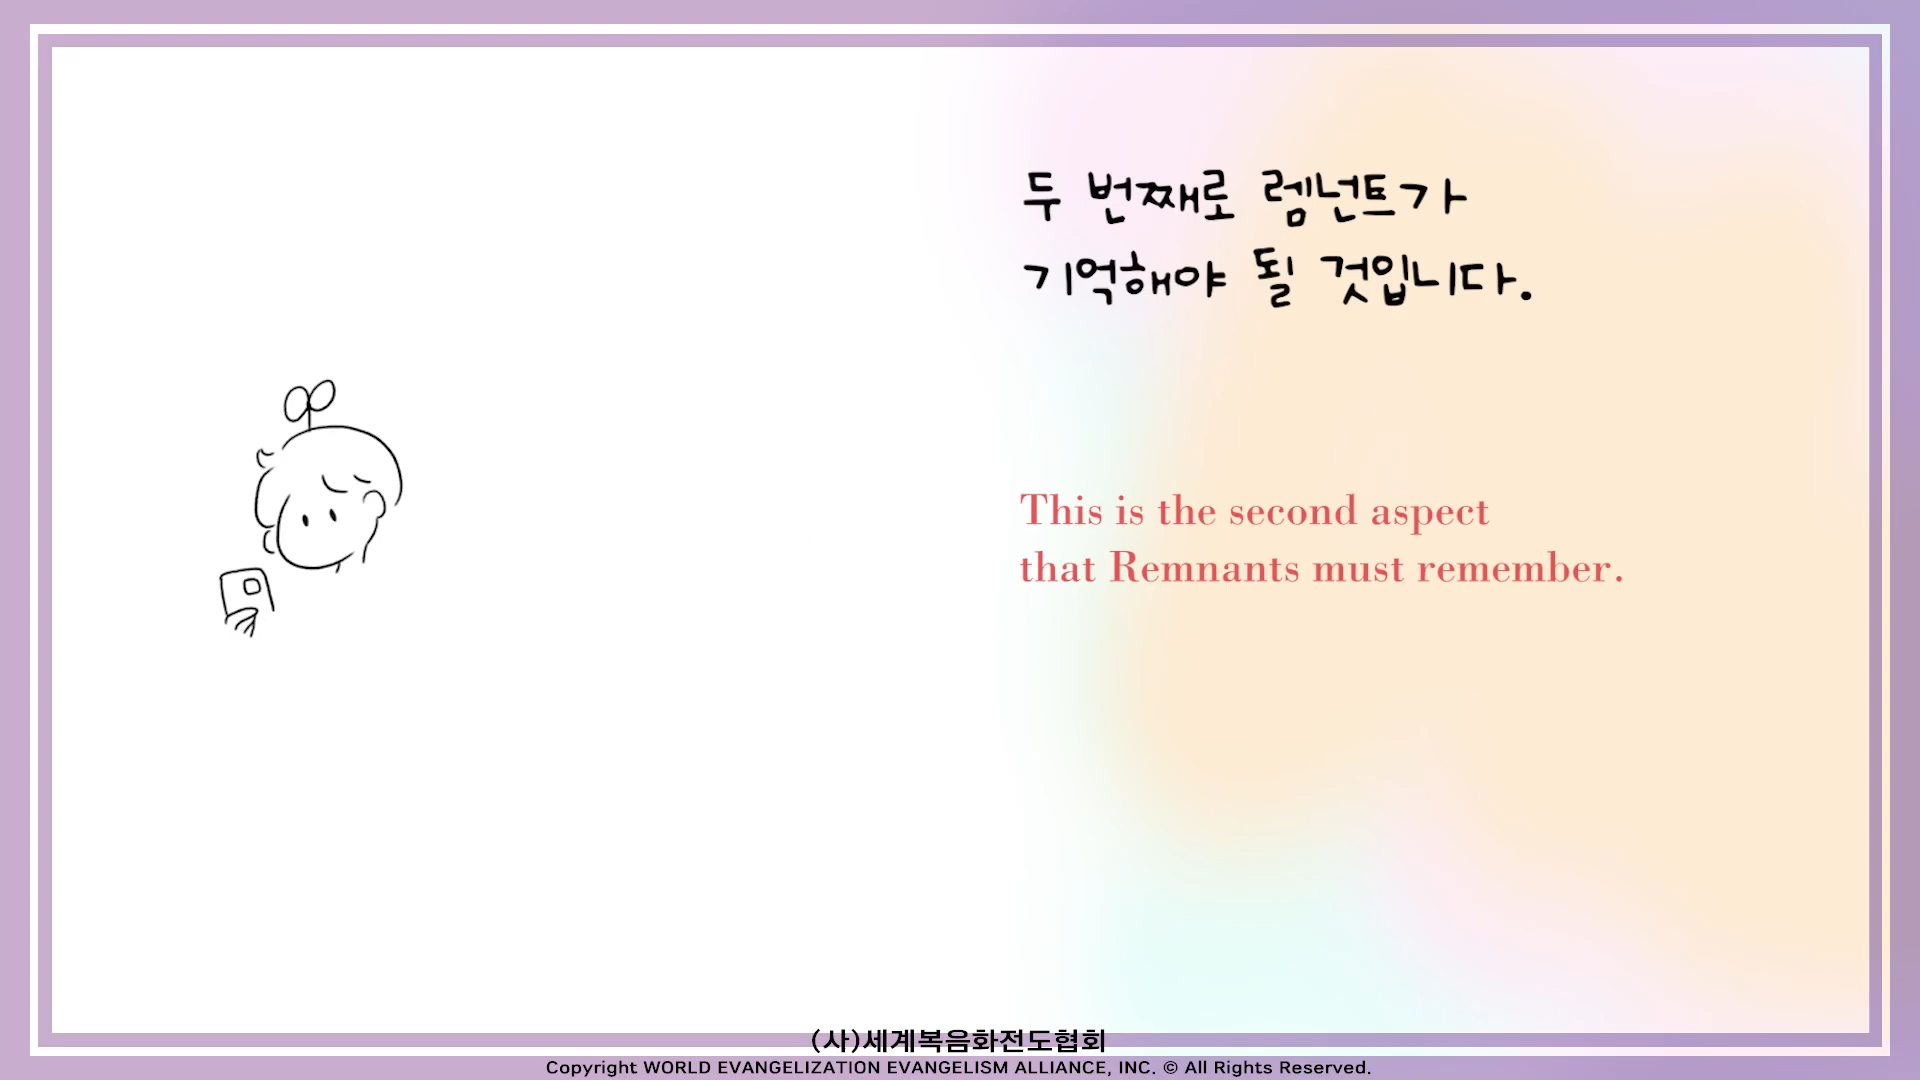 두 번째로 렘넌트가
기억해야 될 것입니다.
This is the second aspect
that Remnants must remember.
(사)세계복음화전도협회
Copyright WORLD EVANGELIZATION EVANGELISM ALLIANCE, INC. © All Rights Reserved.